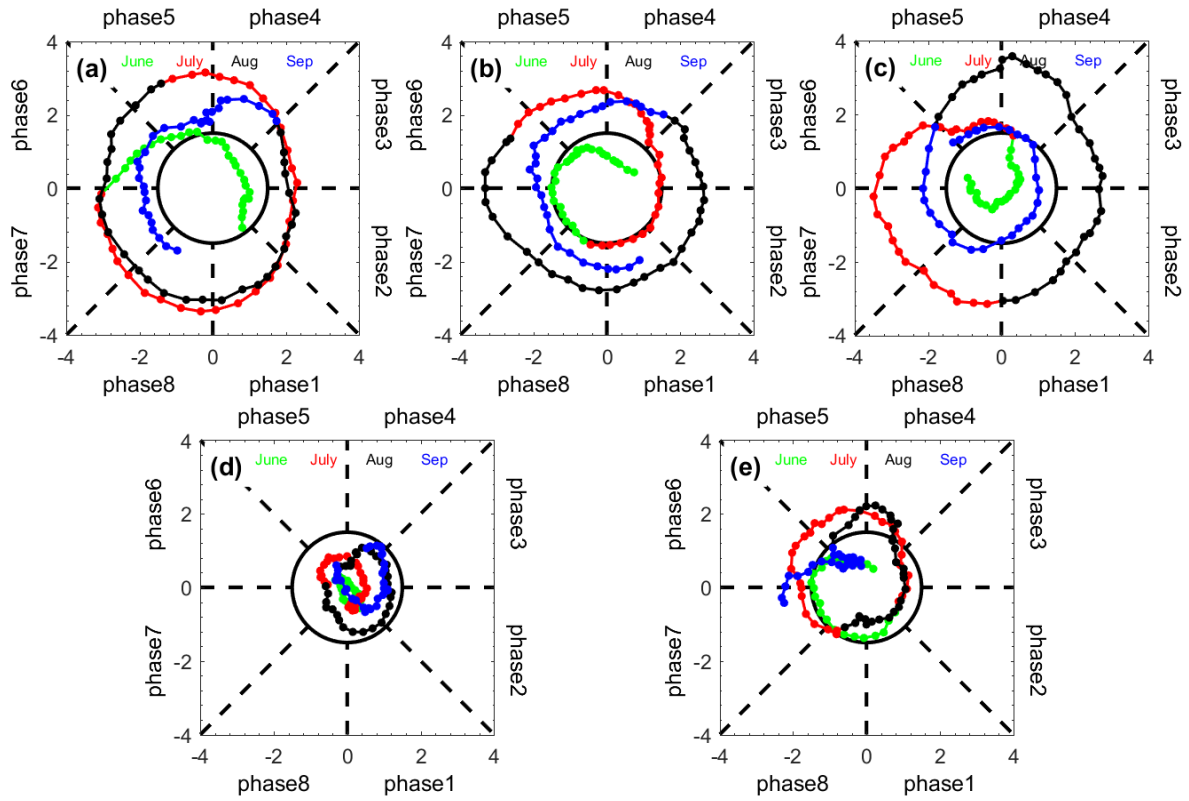 phase5 phase4 phase5 phase4 phase5 phase4
4 4 4
(a) June July Aug Sep (b) June July Aug Sep (c) June July Aug Sep
phase6 phase3 phase6 phase3 phase6 phase3
2 2 2
0 0 0
phase7 phase2 phase7 phase2 phase7 phase2
-2 -2 -2
-4 -4 -4
-4 -2 0 2 4 -4 -2 0 2 4 -4 -2 0 2 4
phase8 phase1 phase8 phase1 phase8 phase1
phase5 phase4 phase5 phase4
4 4
(d) June July Aug Sep (e) June July Aug Sep
phase6 phase3 phase6 phase3
2 2
0 0
phase7 phase2 phase7 phase2
-2 -2
-4 -4
-4 -2 0 2 4 -4 -2 0 2 4
phase8 phase1 phase8 phase1